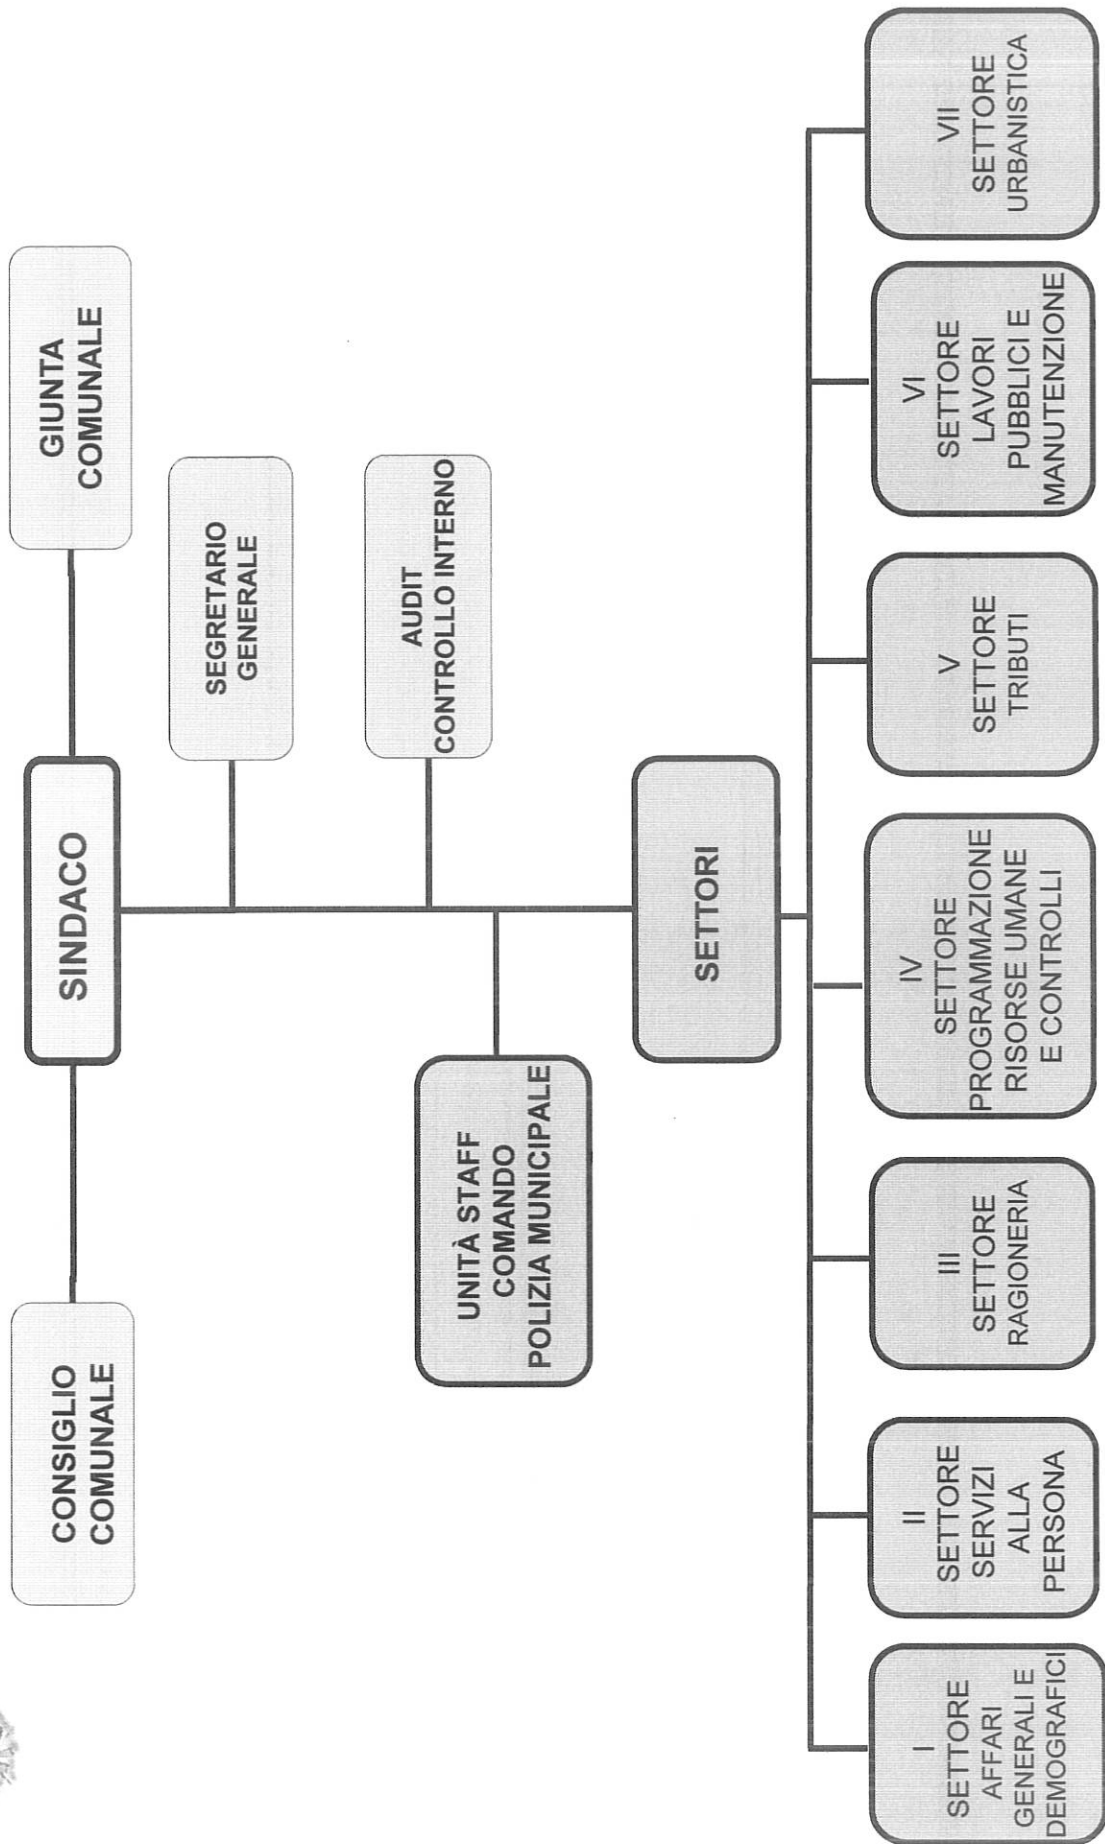 CONSIGLIO
COMUNALE
SINDACO
GIUNTA
COMUNALE
SEGRETARIO
GENERALE
AUDIT
CONTROLLO INTERNO
UNITÀ STAFF
COMANDO
POLIZIA MUNICIPALE
SETTORI
I
SETTORE
AFFARI
GENERALI E
DEMOGRAFICI
II
SETTORE
SERVIZI
ALLA
PERSONA
III
SETTORE
RAGIONERIA
IV
SETTORE
PROGRAMMAZIONE
RISORSE UMANE
E CONTROLLI
V
SETTORE
TRIBUTI
VI
SETTORE
LAVORI
PUBBLICI E
MANUTENZIONE
VII
SETTORE
URBANISTICA